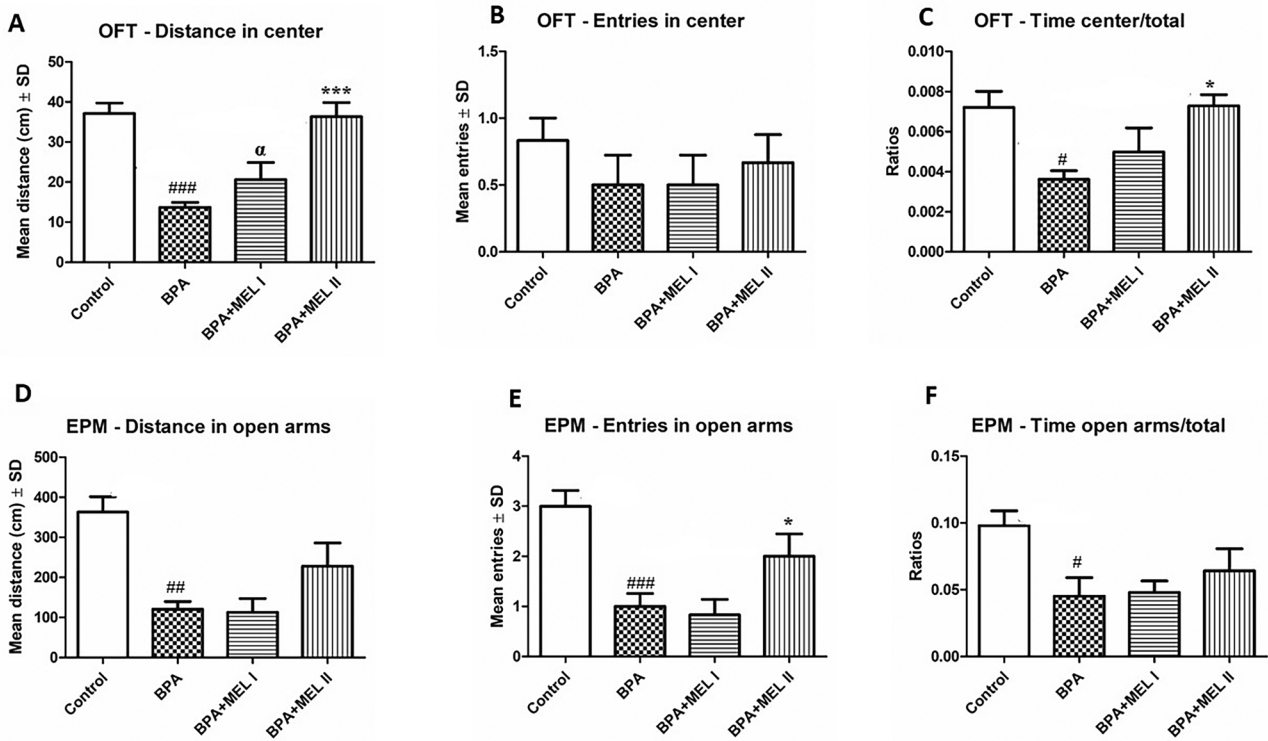 A
OFT - Distance in center
Mean distance (cm) ± SD
50
40
30
20
10
0
###
α
***
Control
BPA
BPA+MEL I
BPA+MEL II
B
OFT - Entries in center
Mean entries ± SD
1.5
1.0
0.5
0.0
Control
BPA
BPA+MEL I
BPA+MEL II
C
OFT - Time center/total
Ratios
0.010
0.008
0.006
0.004
0.002
0.000
#
*
Control
BPA
BPA+MEL I
BPA+MEL II
D
EPM - Distance in open arms
Mean distance (cm) ± SD
500
400
300
200
100
0
##
Control
BPA
BPA+MEL I
BPA+MEL II
E
EPM - Entries in open arms
Mean entries ± SD
4
3
2
1
0
###
*
Control
BPA
BPA+MEL I
BPA+MEL II
F
EPM - Time open arms/total
Ratios
0.15
0.10
0.05
0.00
#
Control
BPA
BPA+MEL I
BPA+MEL II